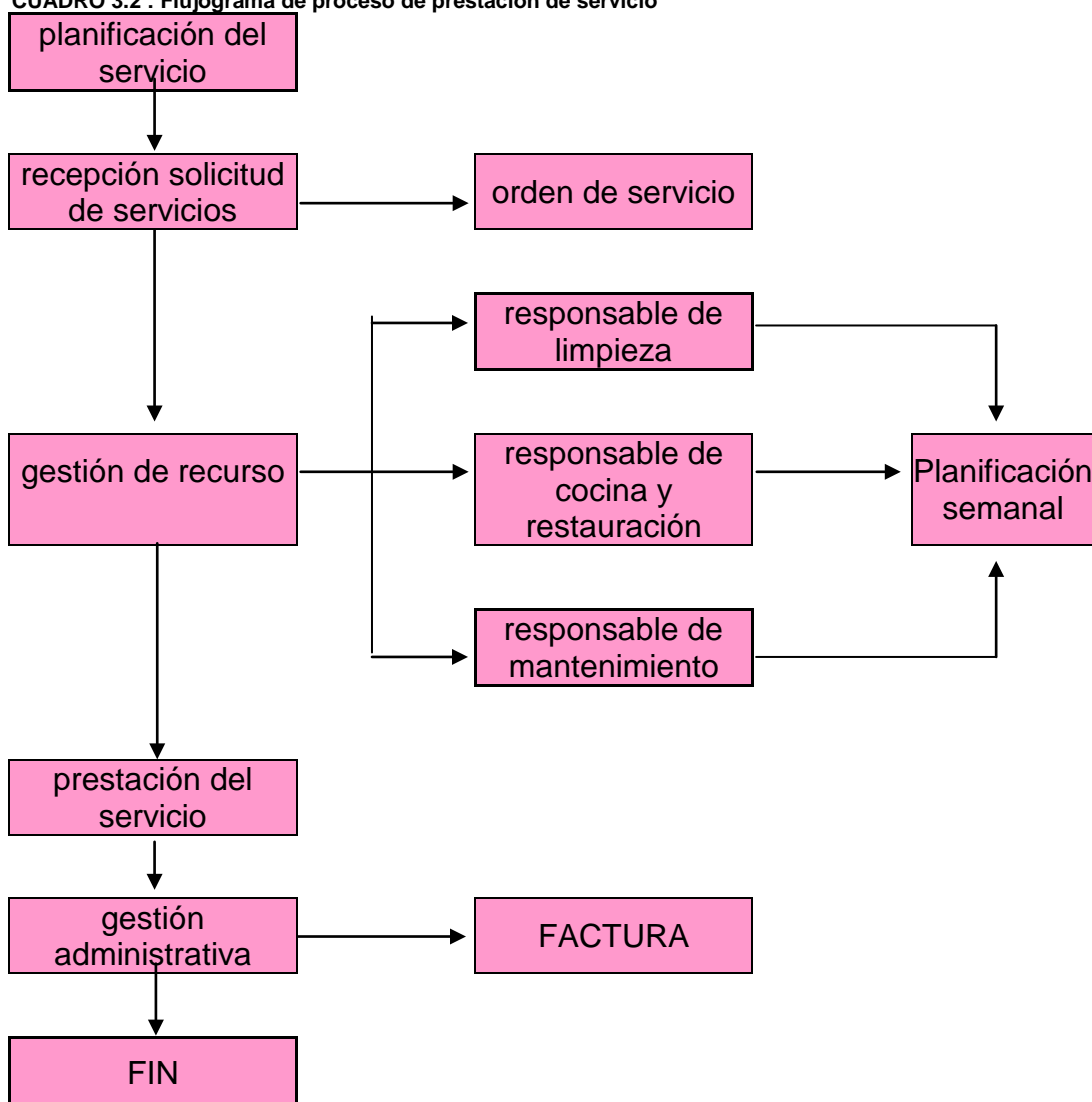 CUADRO 3.2 : Flujograma de proceso de prestación de servicio
planificación del
servicio
recepción solicitud
de servicios
orden de servicio
responsable de
limpieza
gestión de recurso
responsable de
cocina y
restauración
Planificación
semanal
responsable de
mantenimiento
prestación del
servicio
gestión
administrativa
FACTURA
FIN